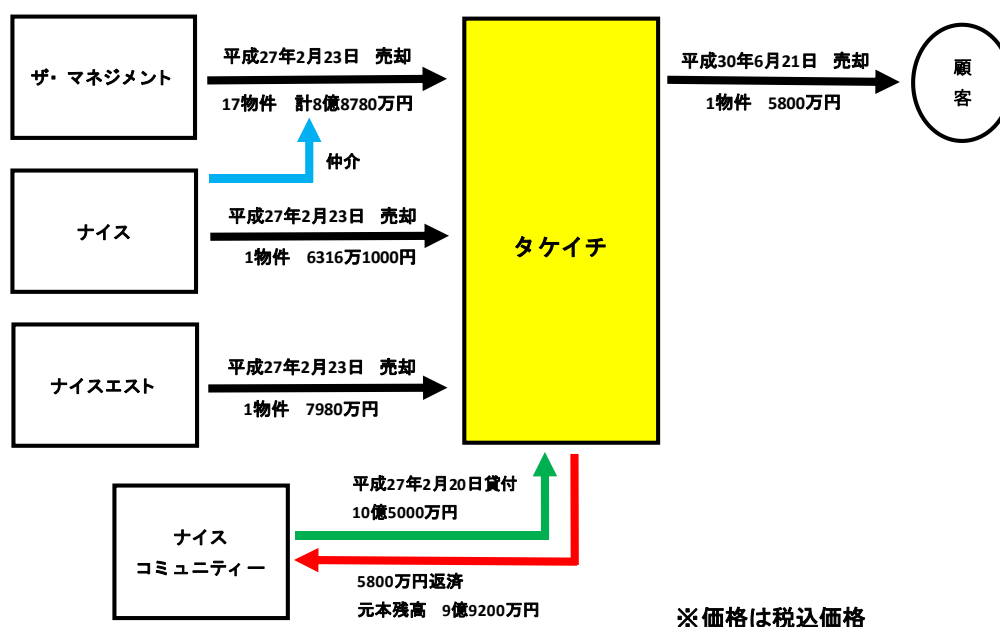 ザ・マネジメント
平成27年2月23日　売却
17物件　計8億8780万円
仲介
ナイス
平成27年2月23日　売却
1物件　6316万1000円
ナイスエスト
平成27年2月23日　売却
1物件　7980万円
タケイチ
平成30年6月21日　売却
1物件　5800万円
顧
客
ナイス
コミュニティー
平成27年2月20日貸付
10億5000万円
5800万円返済
元本残高　9億9200万円
※価格は税込価格